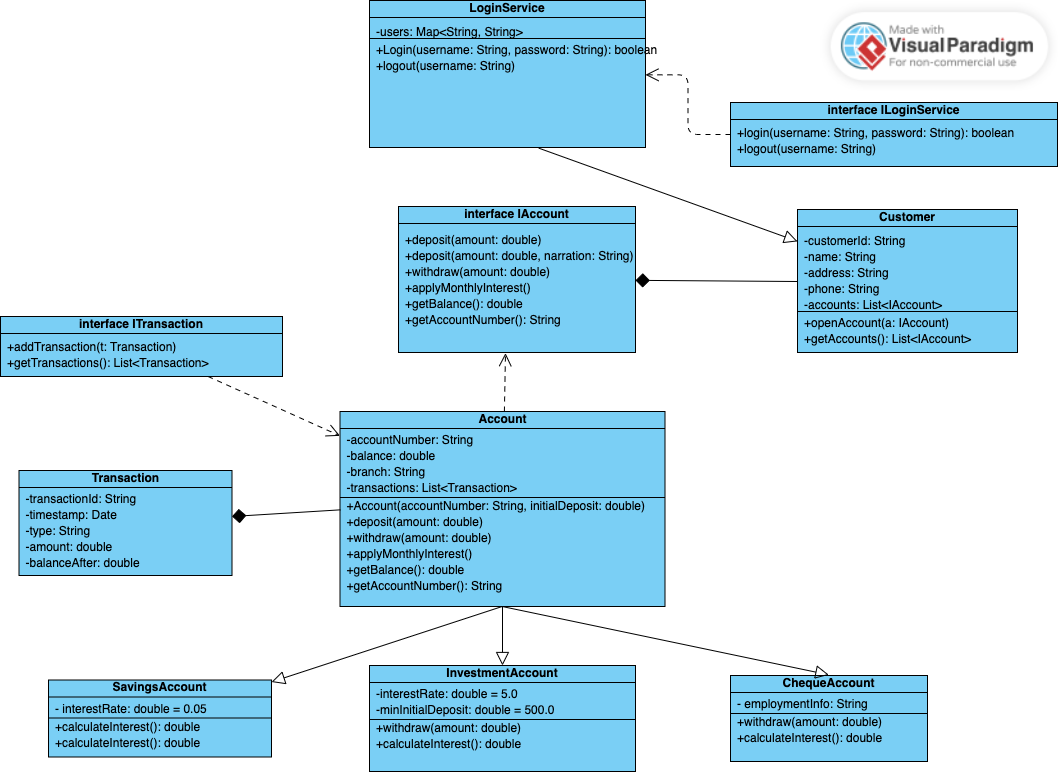 LoginService
-users: Map<String, String>
+Login(username: String, password: String): boolean
+logout(username: String)
Made with
Visual Paradigm
For non-commercial use
interface ILoginService
+login(username: String, password: String): boolean
+logout(username: String)
interface IAccount
+deposit(amount: double)
+deposit(amount: double, narration: String)
+withdraw(amount: double)
+applyMonthlyInterest()
+getBalance(): double
+getAccountNumber(): String
Customer
-customerId: String
-name: String
-address: String
-phone: String
-accounts: List<IAccount>
+openAccount(a: IAccount)
+getAccounts(): List<IAccount>
interface ITransaction
+addTransaction(t: Transaction)
+getTransactions(): List<Transaction>
Account
-accountNumber: String
-balance: double
-branch: String
-transactions: List<Transaction>
+Account(accountNumber: String, initialDeposit: double)
+deposit(amount: double)
+withdraw(amount: double)
+applyMonthlyInterest()
+getBalance(): double
+getAccountNumber(): String
Transaction
-transactionId: String
-timestamp: Date
-type: String
-amount: double
-balanceAfter: double
SavingsAccount
- interestRate: double = 0.05
+calculateInterest(): double
+calculateInterest(): double
InvestmentAccount
-interestRate: double = 5.0
-minInitialDeposit: double = 500.0
+withdraw(amount: double)
+calculateInterest(): double
ChequeAccount
- employmentInfo: String
+withdraw(amount: double)
+calculateInterest(): double